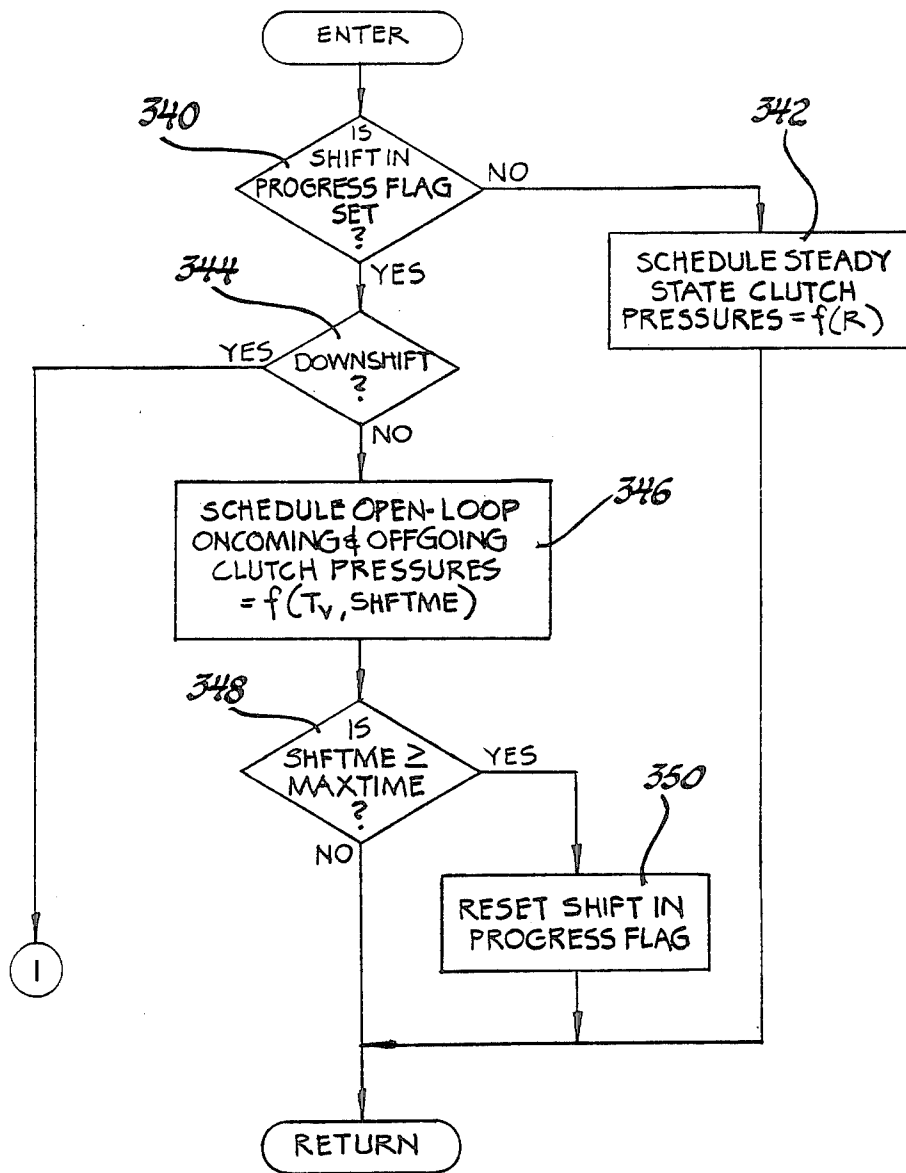 ENTER
340
IS
SHIFT IN
PROGRESS FLAG
SET
?
NO
342
SCHEDULE STEADY
STATE CLUTCH
PRESSURES = f(R)
YES
344
YES
DOWNSHIFT
?
NO
346
SCHEDULE OPEN-LOOP
ONCOMING & OFFGOING
CLUTCH PRESSURES
= f(Tv, SHFTME)
348
IS
SHFTME ≥
MAXTIME
?
YES
NO
350
RESET SHIFT IN
PROGRESS FLAG
1
RETURN